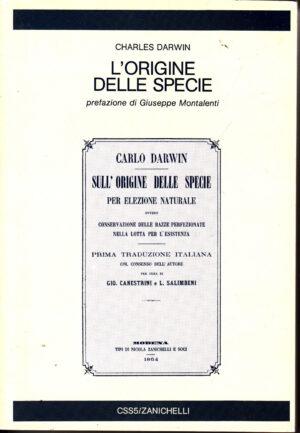 CHARLES DARWIN
L'ORIGINE
DELLE SPECIE
prefazione di Giuseppe Montalenti
CARLO DARWIN
SULL' ORIGINE DELLE SPECIE
PER ELEZIONE NATURALE
OVVERO
CONSERVAZIONE DELLE RAZZE PERFEZIONATE
NELLA LOTTA PER L'ESISTENZA
PRIMA TRADUZIONE ITALIANA
COL CONSENSO DELL' AUTORE
PER CURA DI
GIO. CANESTRINI e L. SALIMBENI
MODENA
TIPI DI NICOLA ZANICHELLI E SOCI
1864
CSS5/ZANICHELLI